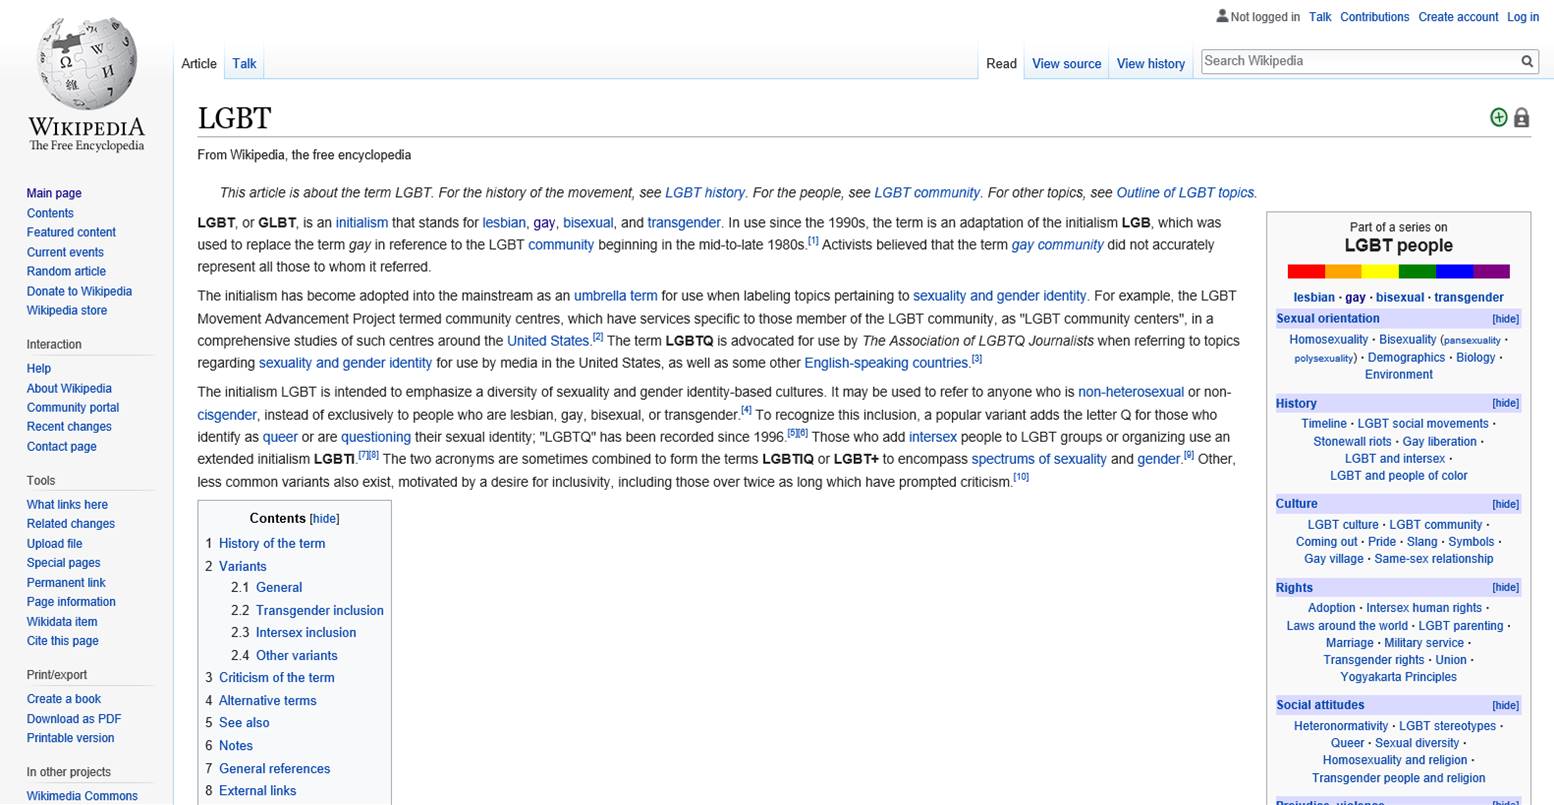 Not logged in Talk Contributions Create account Log in
Article Talk Read View source View history Search Wikipedia
WIKIPEDIA
The Free Encyclopedia
Main page
Contents
Featured content
Current events
Random article
Donate to Wikipedia
Wikipedia store
Interaction
Help
About Wikipedia
Community portal
Recent changes
Contact page
Tools
What links here
Related changes
Upload file
Special pages
Permanent link
Page information
Wikidata item
Cite this page
Print/export
Create a book
Download as PDF
Printable version
In other projects
Wikimedia Commons
LGBT
From Wikipedia, the free encyclopedia
This article is about the term LGBT. For the history of the movement, see LGBT history. For the people, see LGBT community. For other topics, see Outline of LGBT topics.
LGBT, or GLBT, is an initialism that stands for lesbian, gay, bisexual, and transgender. In use since the 1990s, the term is an adaptation of the initialism LGB, which was
used to replace the term gay in reference to the LGBT community beginning in the mid-to-late 1980s.[1] Activists believed that the term gay community did not accurately
represent all those to whom it referred.
The initialism has become adopted into the mainstream as an umbrella term for use when labeling topics pertaining to sexuality and gender identity. For example, the LGBT
Movement Advancement Project termed community centres, which have services specific to those member of the LGBT community, as "LGBT community centers", in a
comprehensive studies of such centres around the United States.[2] The term LGBTQ is advocated for use by The Association of LGBTQ Journalists when referring to topics
regarding sexuality and gender identity for use by media in the United States, as well as some other English-speaking countries.[3]
The initialism LGBT is intended to emphasize a diversity of sexuality and gender identity-based cultures. It may be used to refer to anyone who is non-heterosexual or non-
cisgender, instead of exclusively to people who are lesbian, gay, bisexual, or transgender.[4] To recognize this inclusion, a popular variant adds the letter Q for those who
identify as queer or are questioning their sexual identity; "LGBTQ" has been recorded since 1996.[5][6] Those who add intersex people to LGBT groups or organizing use an
extended initialism LGBTI.[7][8] The two acronyms are sometimes combined to form the terms LGBTIQ or LGBT+ to encompass spectrums of sexuality and gender.[9] Other,
less common variants also exist, motivated by a desire for inclusivity, including those over twice as long which have prompted criticism.[10]
Contents [hide]
1 History of the term
2 Variants
2.1 General
2.2 Transgender inclusion
2.3 Intersex inclusion
2.4 Other variants
3 Criticism of the term
4 Alternative terms
5 See also
6 Notes
7 General references
8 External links
Part of a series on
LGBT people
lesbian · gay · bisexual · transgender
Sexual orientation [hide]
Homosexuality · Bisexuality (pansexuality ·
polysexuality) · Demographics · Biology ·
Environment
History [hide]
Timeline · LGBT social movements ·
Stonewall riots · Gay liberation ·
LGBT and intersex ·
LGBT and people of color
Culture [hide]
LGBT culture · LGBT community ·
Coming out · Pride · Slang · Symbols ·
Gay village · Same-sex relationship
Rights [hide]
Adoption · Intersex human rights ·
Laws around the world · LGBT parenting ·
Marriage · Military service ·
Transgender rights · Union ·
Yogyakarta Principles
Social attitudes [hide]
Heteronormativity · LGBT stereotypes ·
Queer · Sexual diversity ·
Homosexuality and religion ·
Transgender people and religion